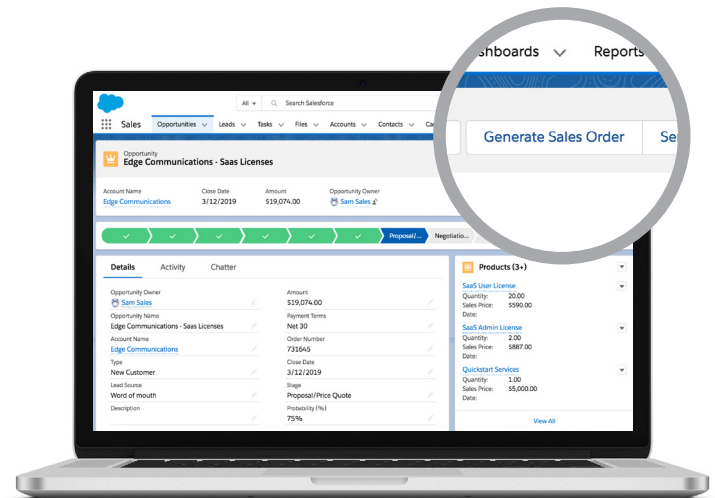 shboards Reports
Generate Sales Order Se
All Search Salesforce
Sales Opportunities Leads Tasks Files Accounts Contacts Ca
Opportunity
Edge Communications - Saas Licenses
Account Name Close Date Amount Opportunity Owner
Edge Communications 3/12/2019 $19,074.00 Sam Sales
Proposal/... Negotiatio...
Details Activity Chatter
Opportunity Owner Amount
Sam Sales $19,074.00
Opportunity Name Payment Terms
Edge Communications - Saas Licenses Net 30
Account Name Order Number
Edge Communications 731645
Type Close Date
New Customer 3/12/2019
Lead Source Stage
Word of mouth Proposal/Price Quote
Description Probability (%)
75%
Products (3+)
SaaS User License
Quantity: 20.00
Sales Price: $590.00
Date:
SaaS Admin License
Quantity: 2.00
Sales Price: $887.00
Date:
Quickstart Services
Quantity: 1.00
Sales Price: $5,000.00
Date:
View All